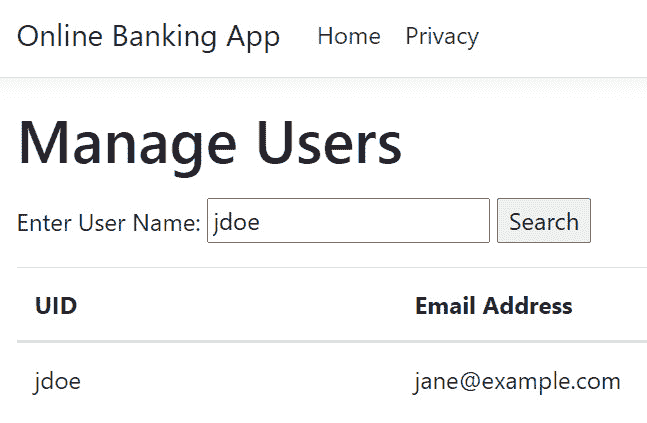 Online Banking App Home Privacy
Manage Users
Enter User Name: jdoe Search
UID Email Address
jdoe jane@example.com